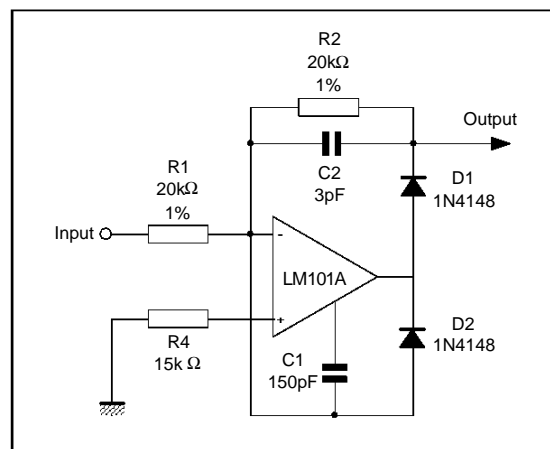 R2
20kΩ
1%
Output
C2
3pF
D1
1N4148
R1
20kΩ
1%
Input
-
LM101A
+
D2
1N4148
R4
15k Ω
C1
150pF